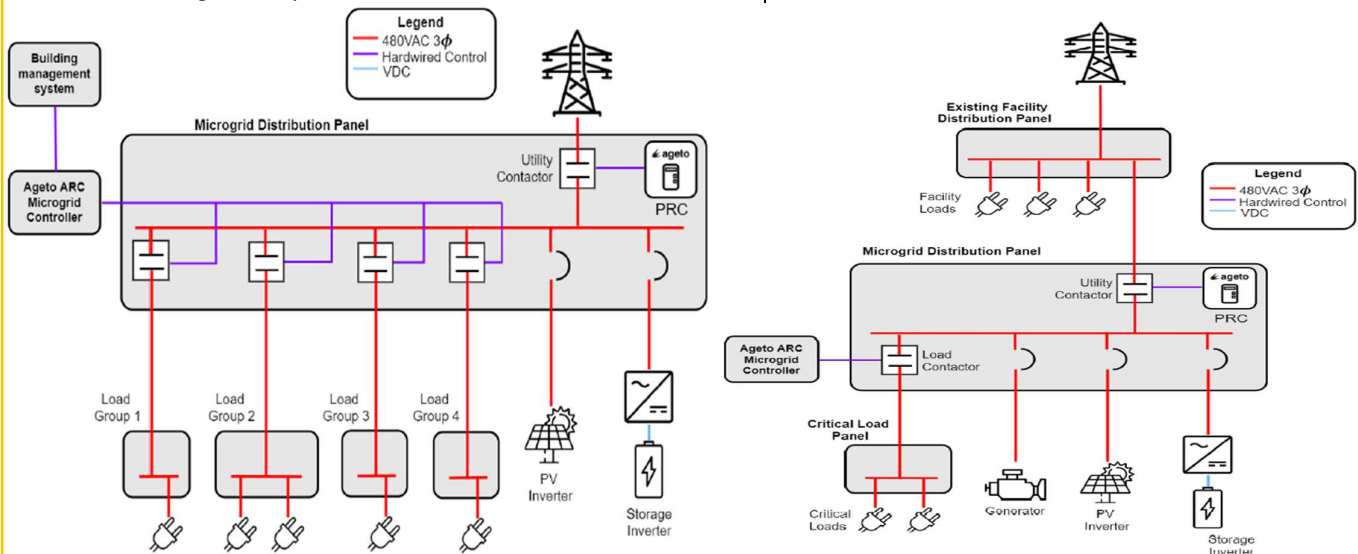 Legend
480VAC 3ϕ
Hardwired Control
VDC
Building
management
system
Microgrid Distribution Panel
Utility
Contactor
ageto
PRC
Ageto ARC
Microgrid
Controller
Load
Group 1
Load
Group 2
Load
Group 3
Load
Group 4
PV
Inverter
Storage
Inverter
Existing Facility
Distribution Panel
Legend
480VAC 3ϕ
Hardwired Control
VDC
Facility
Loads
Microgrid Distribution Panel
Utility
Contactor
ageto
PRC
Ageto ARC
Microgrid
Controller
Load
Contactor
Critical Load
Panel
Critical
Loads
Generator
PV
Inverter
Storage
Inverter